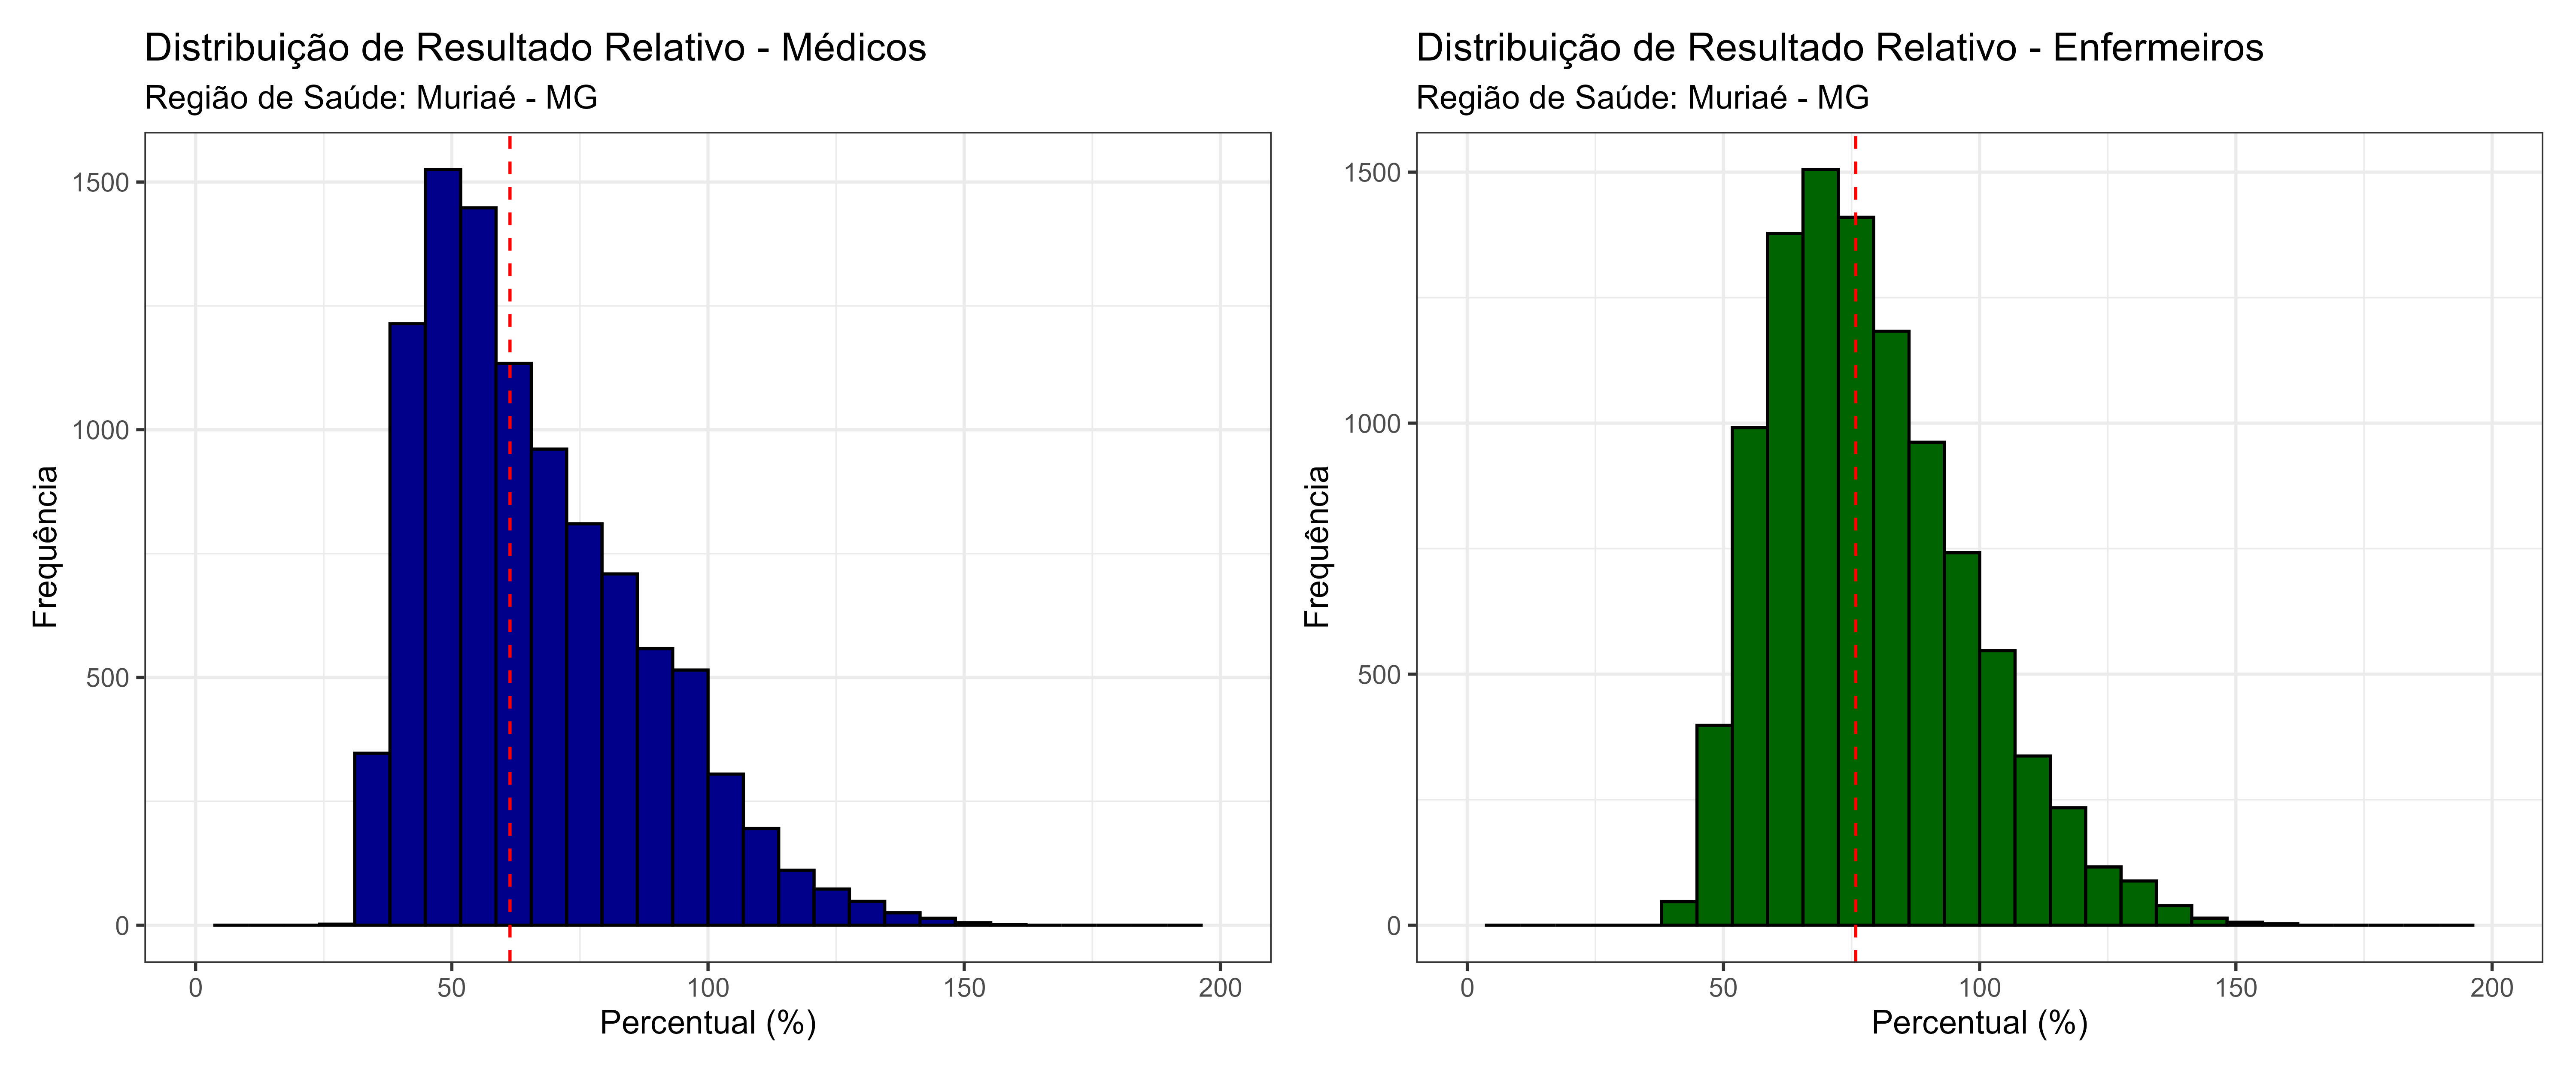 Distribuição de Resultado Relativo - Médicos
Região de Saúde: Muriaé - MG
1500
1000
500
0
Frequência
0 50 100 150 200
Percentual (%)
Distribuição de Resultado Relativo - Enfermeiros
Região de Saúde: Muriaé - MG
1500
1000
500
0
Frequência
0 50 100 150 200
Percentual (%)